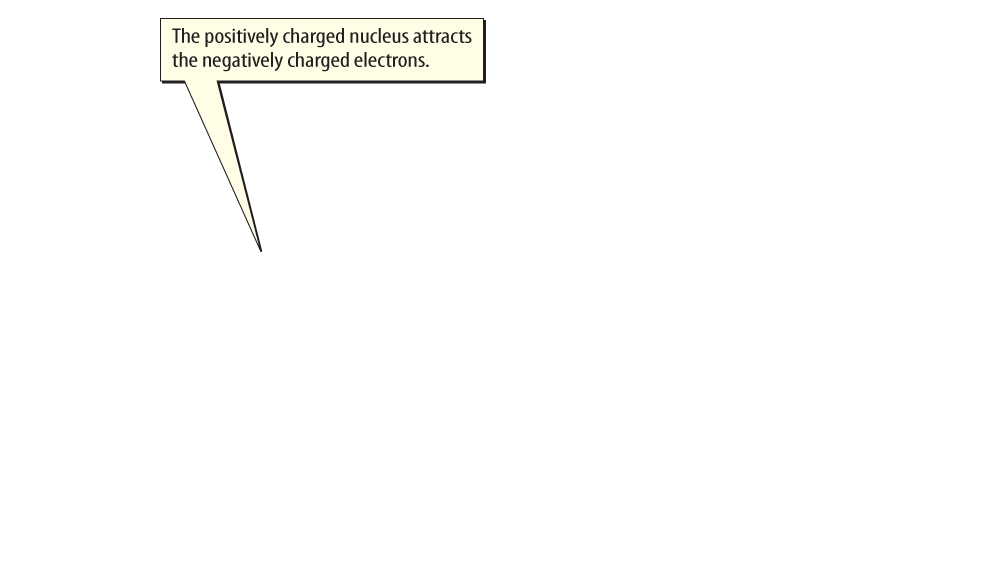 The positively charged nucleus attracts
the negatively charged electrons.